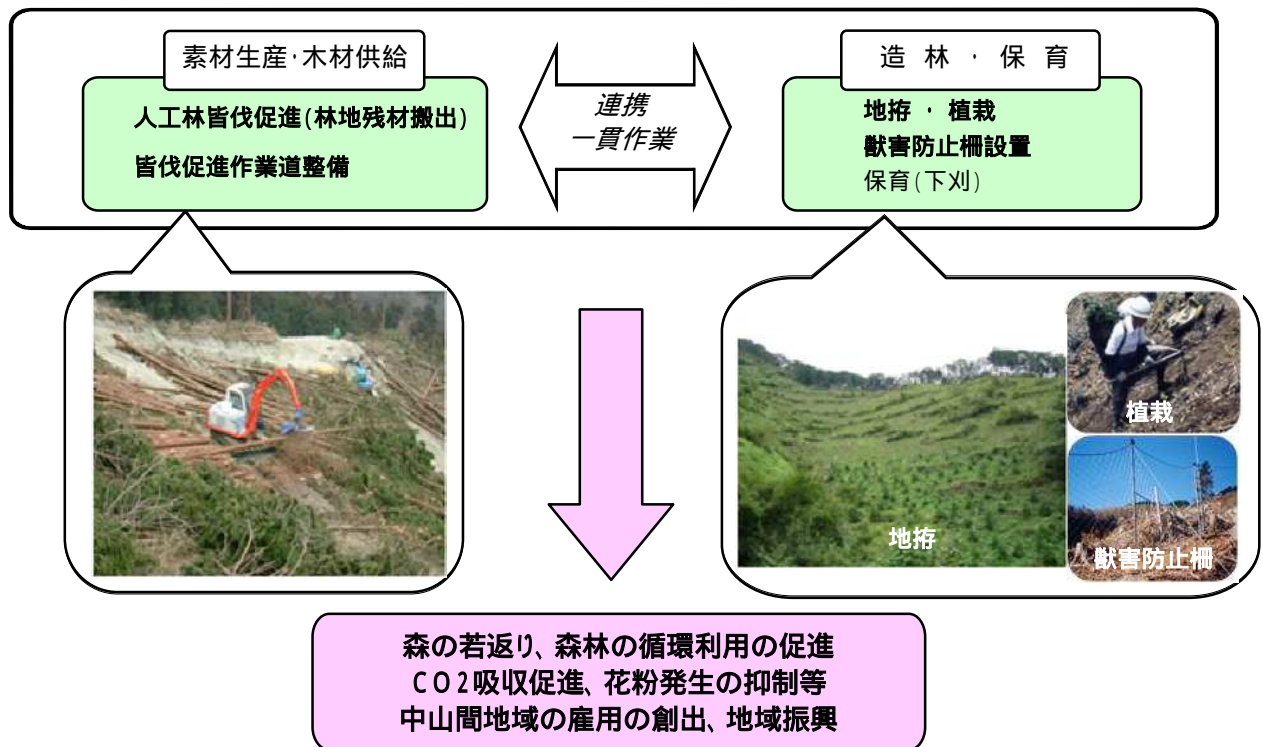 素材生産・木材供給
人工林皆伐促進(林地残材搬出)
皆伐促進作業道整備
連携
一貫作業
造林・保育
地拵・植栽
獣害防止柵設置
保育(下刈)
地拵
植栽
獣害防止柵
森の若返り、森林の循環利用の促進
CO2吸収促進、花粉発生の抑制等
中山間地域の雇用の創出、地域振興